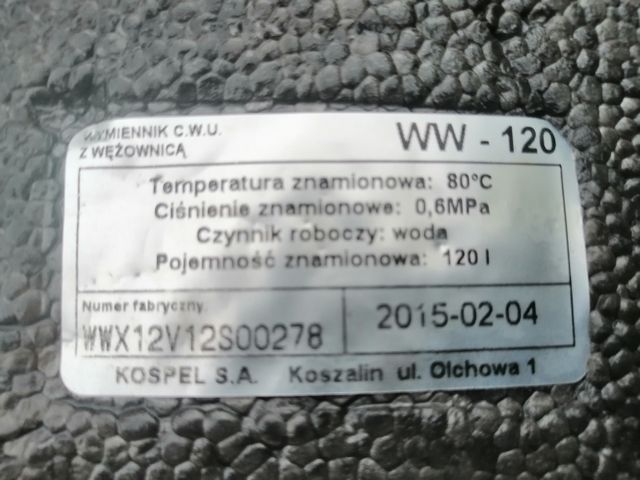 WYMIENNIK C.W.U.
Z WĘŻOWNICĄ
WW - 120
Temperatura znamionowa: 80°C
Ciśnienie znamionowe: 0,6MPa
Czynnik roboczy: woda
Pojemność znamionowa: 120 l
Numer fabryczny
WWX12V12S00278
2015-02-04
KOSPEL S.A. Koszalin ul. Olchowa 1